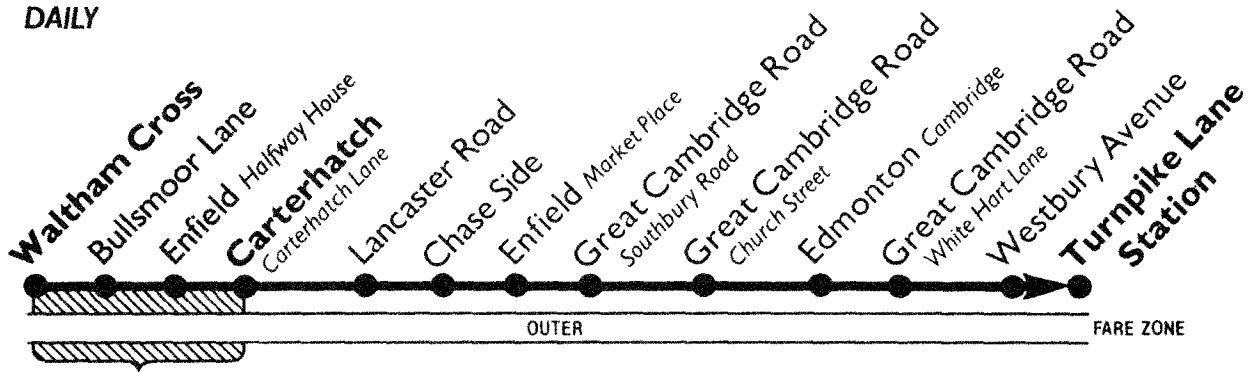 DAILY
Waltham Cross
Bullsmoor Lane
Enfield Halfway House
Carterhatch
Carterhatch Lane
Lancaster Road
Chase Side
Enfield Market Place
Great Cambridge Road
Southbury Road
Great Cambridge Road
Church Street
Edmonton Cambridge
Great Cambridge Road
White Hart Lane
Westbury Avenue
Turnpike Lane
Station
OUTER
FARE ZONE